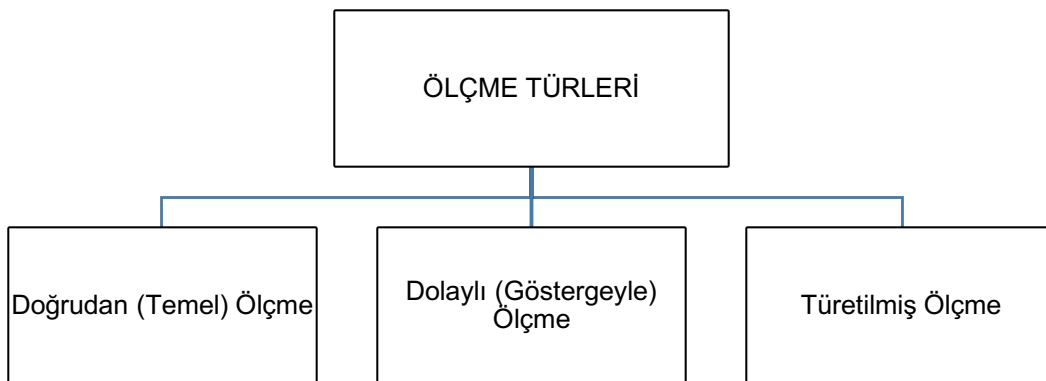 ÖLÇME TÜRLERİ
Doğrudan (Temel) Ölçme
Dolaylı (Göstergeyle)
Ölçme
Türetilmiş Ölçme